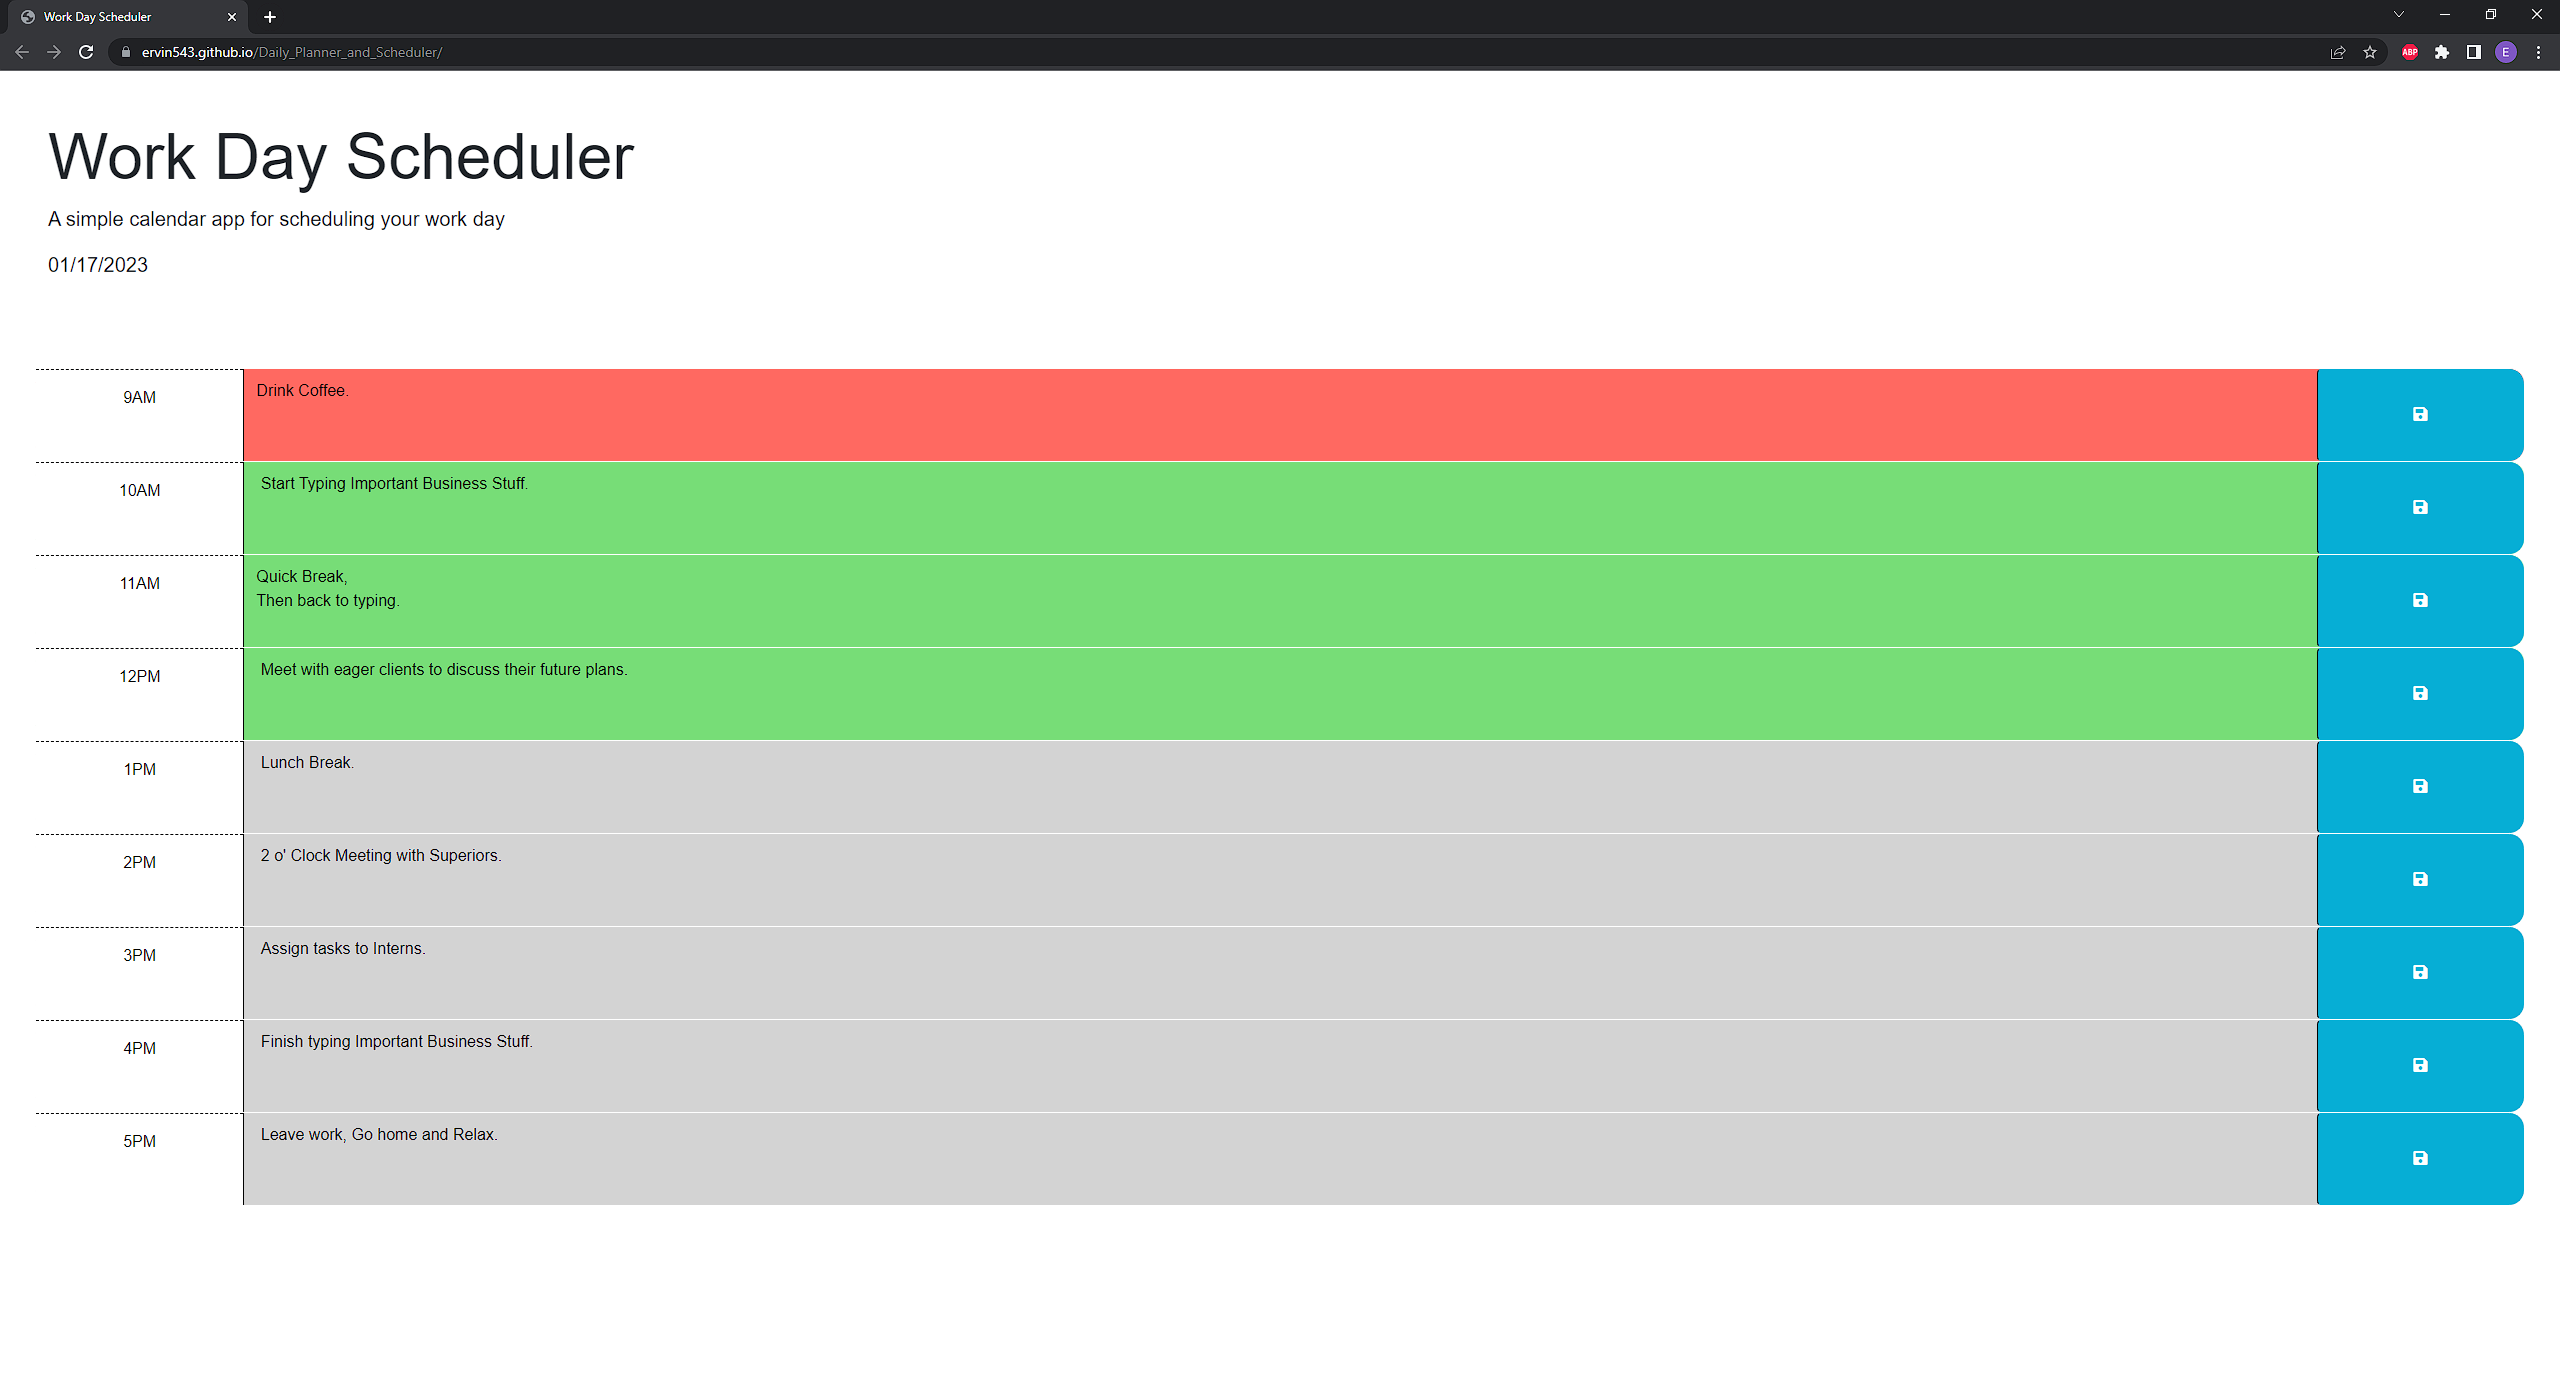 Work Day Scheduler
ervin543.github.io/Daily_Planner_and_Scheduler/
ABP
E
Work Day Scheduler
A simple calendar app for scheduling your work day
01/17/2023
9AM
Drink Coffee.
10AM
Start Typing Important Business Stuff.
11AM
Quick Break,
Then back to typing.
12PM
Meet with eager clients to discuss their future plans.
1PM
Lunch Break.
2PM
2 o' Clock Meeting with Superiors.
3PM
Assign tasks to Interns.
4PM
Finish typing Important Business Stuff.
5PM
Leave work, Go home and Relax.